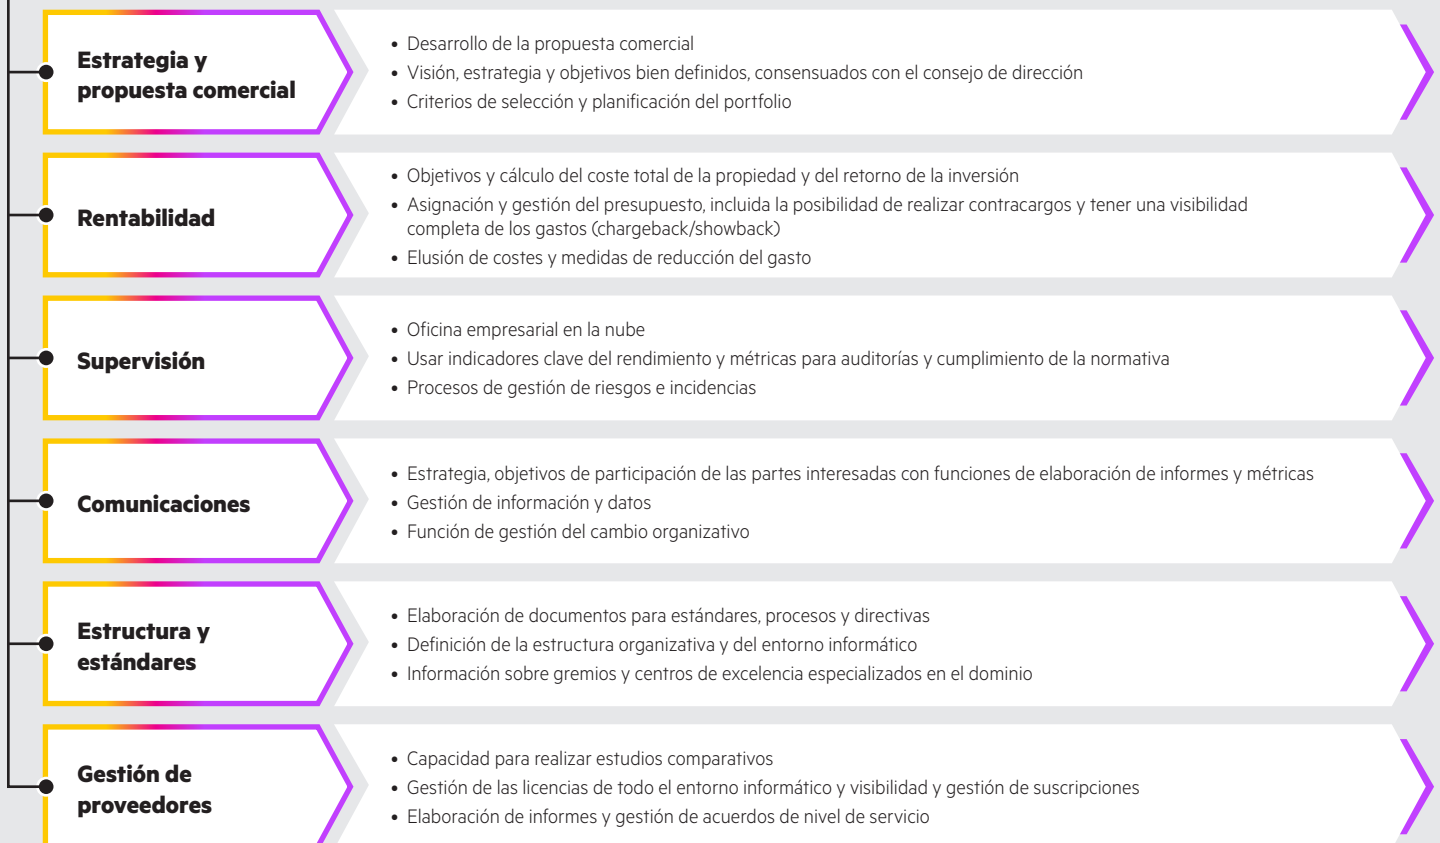 Estrategia y
propuesta comercial
• Desarrollo de la propuesta comercial
• Visión, estrategia y objetivos bien definidos, consensuados con el consejo de dirección
• Criterios de selección y planificación del portfolio
Rentabilidad
• Objetivos y cálculo del coste total de la propiedad y del retorno de la inversión
• Asignación y gestión del presupuesto, incluida la posibilidad de realizar contracargos y tener una visibilidad
completa de los gastos (chargeback/showback)
• Elusión de costes y medidas de reducción del gasto
Supervisión
• Oficina empresarial en la nube
• Usar indicadores clave del rendimiento y métricas para auditorías y cumplimiento de la normativa
• Procesos de gestión de riesgos e incidencias
Comunicaciones
• Estrategia, objetivos de participación de las partes interesadas con funciones de elaboración de informes y métricas
• Gestión de información y datos
• Función de gestión del cambio organizativo
Estructura y
estándares
• Elaboración de documentos para estándares, procesos y directivas
• Definición de la estructura organizativa y del entorno informático
• Información sobre gremios y centros de excelencia especializados en el dominio
Gestión de
proveedores
• Capacidad para realizar estudios comparativos
• Gestión de las licencias de todo el entorno informático y visibilidad y gestión de suscripciones
• Elaboración de informes y gestión de acuerdos de nivel de servicio